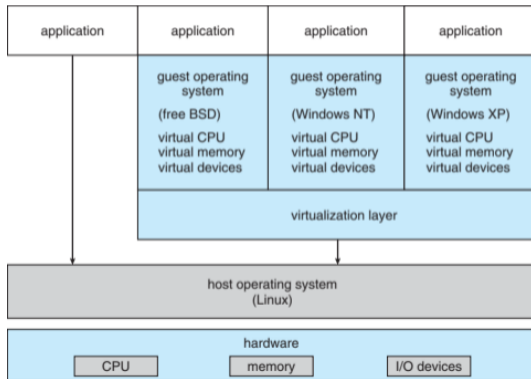 application
application
application
application
guest operating
system
(free BSD)
virtual CPU
virtual memory
virtual devices
guest operating
system
(Windows NT)
virtual CPU
virtual memory
virtual devices
guest operating
system
(Windows XP)
virtual CPU
virtual memory
virtual devices
virtualization layer
host operating system
(Linux)
hardware
CPU
memory
I/O devices